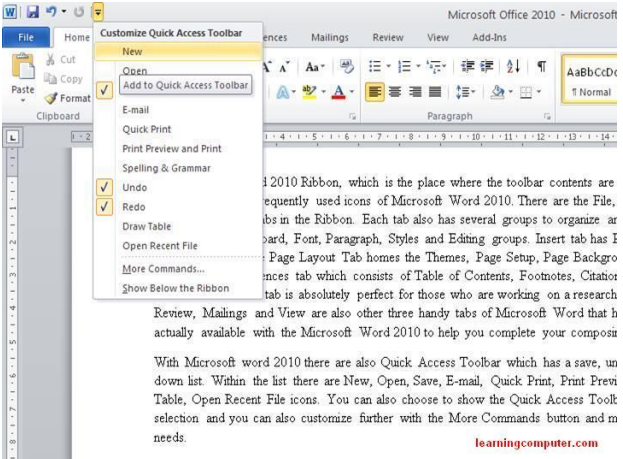 Microsoft Office 2010 - Microsoft
File Home ences Mailings Review View Add-Ins
Customize Quick Access Toolbar
New
Open
Add to Quick Access Toolbar
E-mail
Quick Print
Print Preview and Print
Spelling & Grammar
Undo
Redo
Draw Table
Open Recent File
More Commands...
Show Below the Ribbon
Cut
Copy
Format
Paste
Clipboard
Aa
A A
AaBbCcDc
¶ Normal
Paragraph
2010 Ribbon, which is the place where the toolbar contents are
equently used icons of Microsoft Word 2010. There are the File,
bs in the Ribbon. Each tab also has several groups to organize an
oard, Font, Paragraph, Styles and Editing groups. Insert tab has
Page Layout Tab homes the Themes, Page Setup, Page Backgro
ences tab which consists of Table of Contents, Footnotes, Citation
tab is absolutely perfect for those who are working on a research
Review, Mailings and View are also other three handy tabs of Microsoft Word that h
actually available with the Microsoft Word 2010 to help you complete your composin
With Microsoft word 2010 there are also Quick Access Toolbar which has a save, un
down list. Within the list there are New, Open, Save, E-mail, Quick Print, Print Previ
Table, Open Recent File icons. You can also choose to show the Quick Access Toolb
selection and you can also customize further with the More Commands button and m
needs.
learningcomputer.com